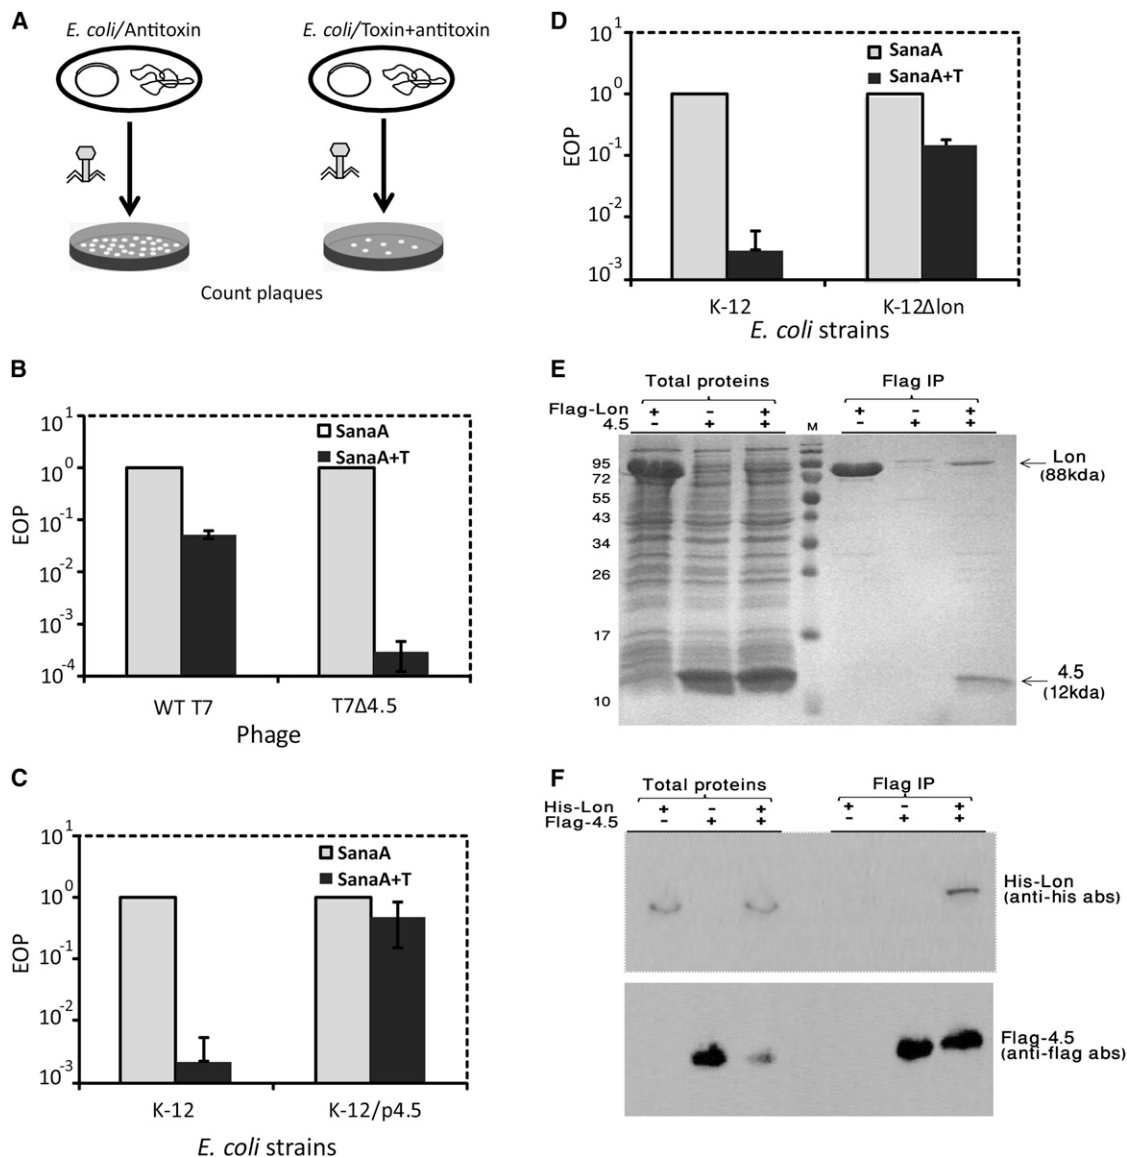 A
E. coli/Antitoxin
E. coli/Toxin+antitoxin
Count plaques
B
10^1
10^0
10^-1
10^-2
10^-3
10^-4
EOP
SanaA
SanaA+T
WT T7
T7Δ4.5
Phage
C
10^1
10^0
10^-1
10^-2
10^-3
EOP
SanaA
SanaA+T
K-12
K-12/p4.5
E. coli strains
D
10^1
10^0
10^-1
10^-2
10^-3
EOP
SanaA
SanaA+T
K-12
K-12Δlon
E. coli strains
E
Total proteins
Flag IP
Flag-Lon + – + + – +
4.5 – + + M – + +
95
72
55
43
34
26
17
10
Lon
(88kda)
4.5
(12kda)
F
Total proteins
Flag IP
His-Lon + – + + – +
Flag-4.5 – + + – + +
His-Lon
(anti-his abs)
Flag-4.5
(anti-flag abs)